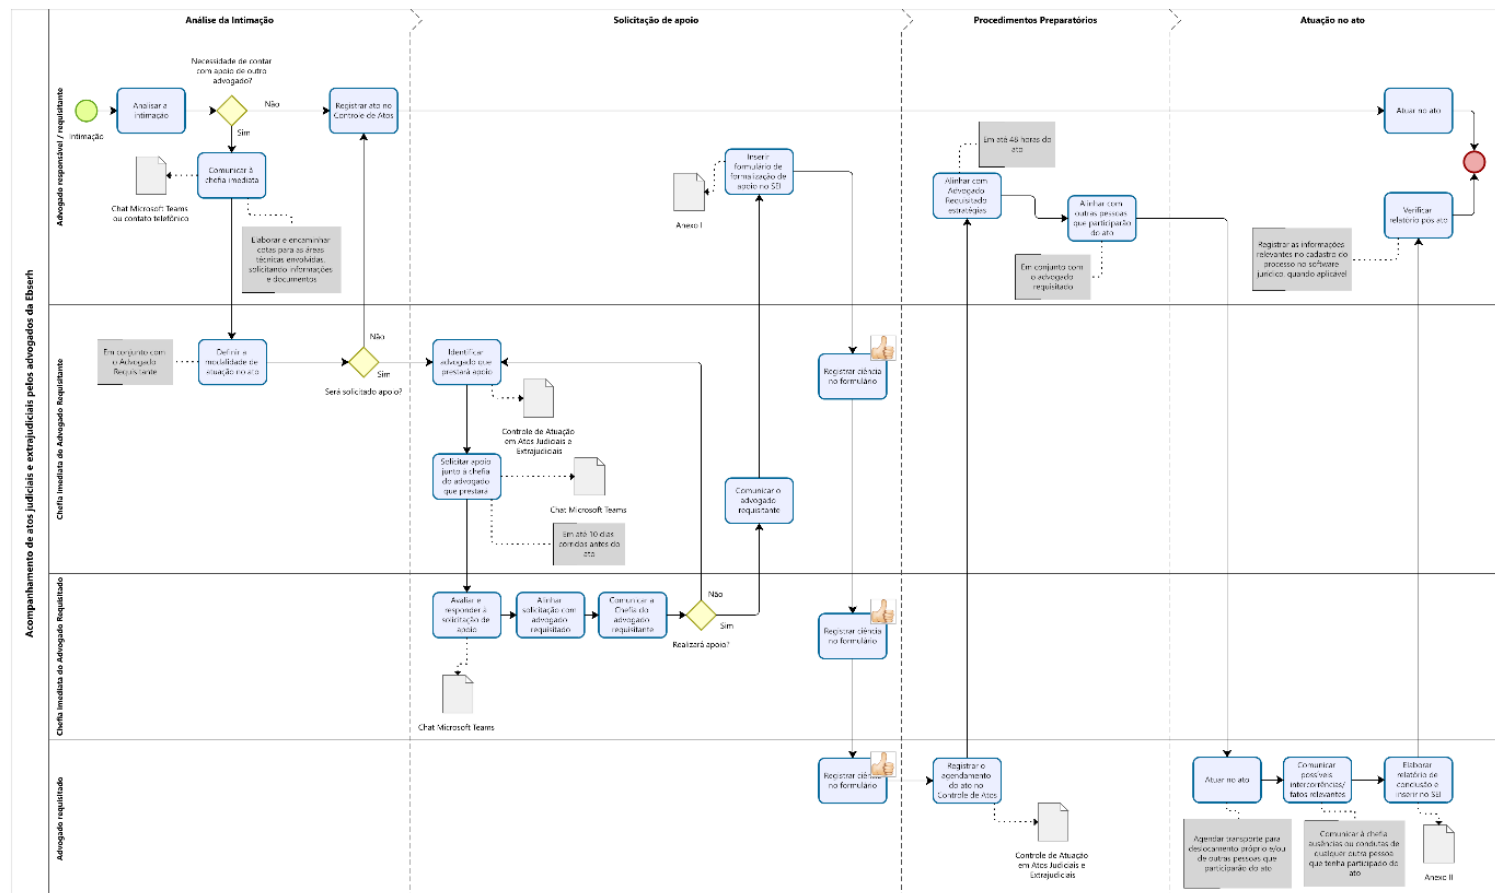 Análise da Intimação
Solicitação de apoio
Procedimentos Preparatórios
Atuação no ato
Acompanhamento de atos judiciais e extrajudiciais pelos advogados da Ebserh
Advogado responsável / requisitante
Intimação
Analisar a
Intimação
Necessidade de contar
com apoio de outro
advogado?
Não
Sim
Registrar ato no
Controle de Atos
Comunicar à
chefia imediata
Chat Microsoft Teams
ou contato telefônico
Elaborar e encaminhar
cotas para as áreas
técnicas envolvidas,
solicitando informações
e documentos
Inserir
formulário de
formalização de
apoio no SEI
Anexo I
Em até 48 horas do
ato
Alinhar com
Advogado
Requisitado
estratégias
Alinhar com
outras pessoas
que participarão
do ato
Em conjunto com
o advogado
requisitado
Atuar no ato
Verificar
relatório pós ato
Registrar as informações
relevantes no cadastro do
processo no software
jurídico, quando aplicável
Chefia Imediata do Advogado Requisitante
Em conjunto com
o Advogado
Requisitante
Definir a
modalidade de
atuação no ato
Não
Sim
Será solicitado apoio?
Identificar
advogado que
prestará apoio
Controle de Atuação
em Atos Judiciais e
Extrajudiciais
Solicitar apoio
junto à chefia
do advogado
que prestará
Chat Microsoft Teams
Em até 10 dias
corridos antes do
ato
Comunicar o
advogado
requisitante
Registrar ciência
no formulário
Chefia Imediata do Advogado Requisitado
Avaliar e
responder à
solicitação de
apoio
Alinhar
solicitação com
advogado
requisitado
Comunicar a
Chefia do
advogado
requisitante
Não
Sim
Realizará apoio?
Chat Microsoft Teams
Registrar ciência
no formulário
Advogado requisitado
Registrar ciência
no formulário
Registrar o
agendamento
do ato no
Controle de Atos
Controle de Atuação
em Atos Judiciais e
Extrajudiciais
Atuar no ato
Comunicar
possíveis
intercorrências/
fatos relevantes
Elaborar
relatório de
conclusão e
inserir no SEI
Agendar transporte para
deslocamento próprio e/ou
de outras pessoas que
participarão do ato
Comunicar à chefia
ausências ou condutas de
qualquer outra pessoa
que tenha participado do
ato
Anexo II